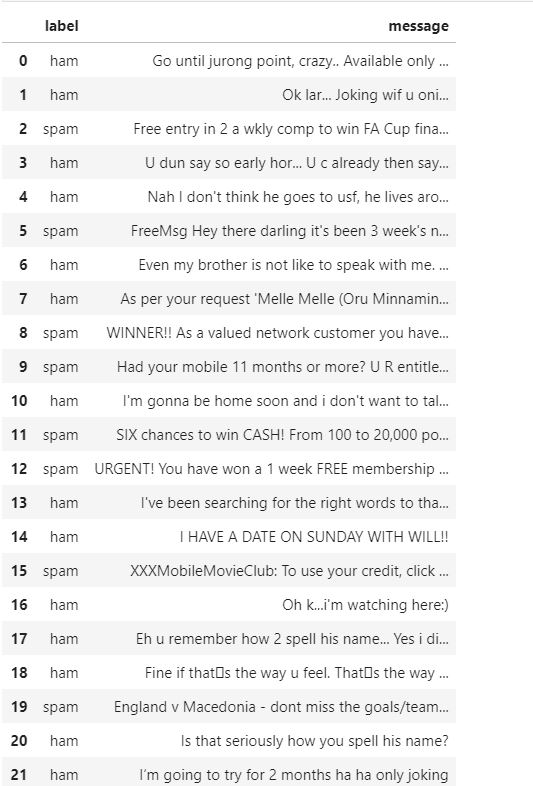 label message
0 ham Go until jurong point, crazy.. Available only ...
1 ham Ok lar... Joking wif u oni...
2 spam Free entry in 2 a wkly comp to win FA Cup fina...
3 ham U dun say so early hor... U c already then say...
4 ham Nah I don't think he goes to usf, he lives aro...
5 spam FreeMsg Hey there darling it's been 3 week's n...
6 ham Even my brother is not like to speak with me. ...
7 ham As per your request 'Melle Melle (Oru Minnamin...
8 spam WINNER!! As a valued network customer you have...
9 spam Had your mobile 11 months or more? U R entitle...
10 ham I'm gonna be home soon and i don't want to tal...
11 spam SIX chances to win CASH! From 100 to 20,000 po...
12 spam URGENT! You have won a 1 week FREE membership ...
13 ham I've been searching for the right words to tha...
14 ham I HAVE A DATE ON SUNDAY WITH WILL!!
15 spam XXXMobileMovieClub: To use your credit, click ...
16 ham Oh k...i'm watching here:)
17 ham Eh u remember how 2 spell his name... Yes i di...
18 ham Fine if that□s the way u feel. That□s the way ...
19 spam England v Macedonia - dont miss the goals/team...
20 ham Is that seriously how you spell his name?
21 ham I'm going to try for 2 months ha ha only joking